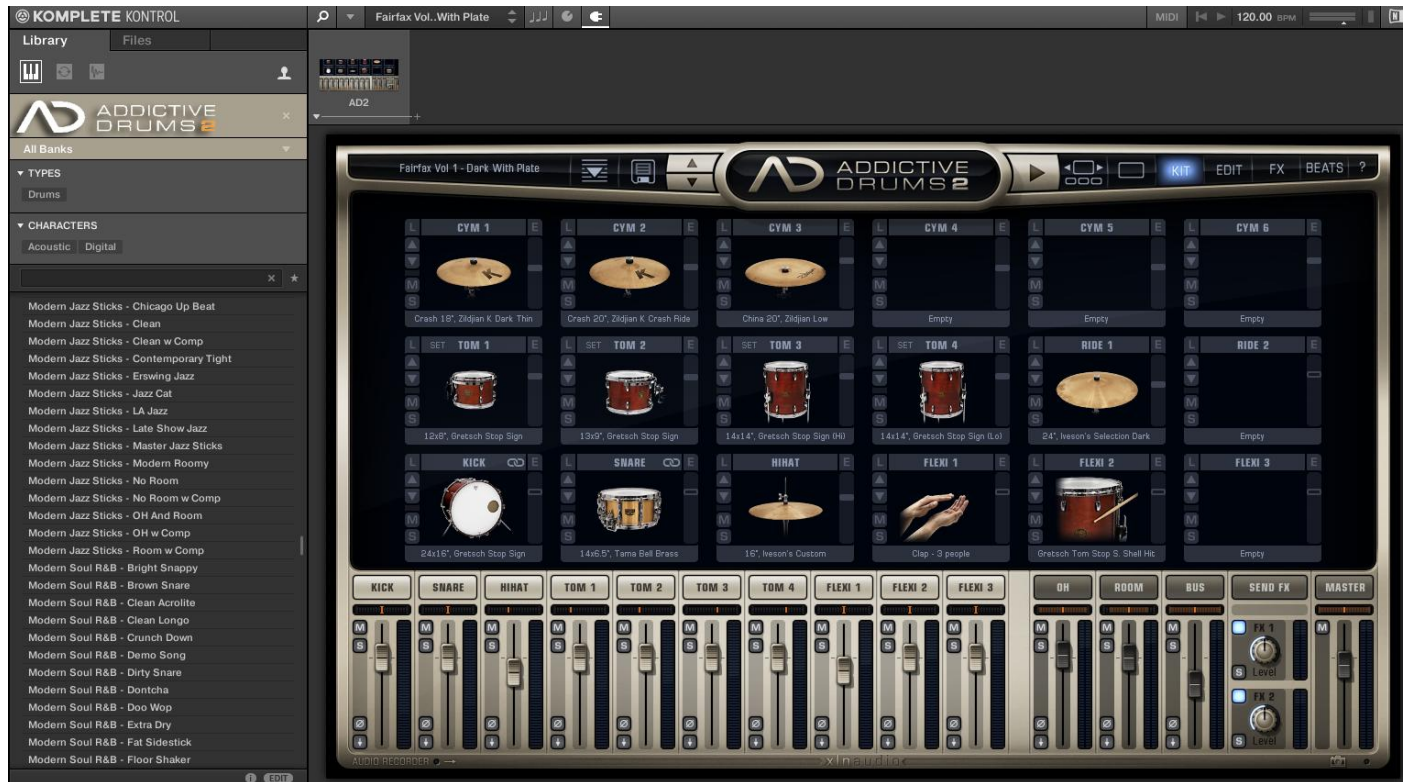 KOMPLETE KONTROL
Fairfax Vol..With Plate
MIDI
120.00 BPM
Library Files
ADDICTIVE
DRUMS 2
All Banks
TYPES
Drums
CHARACTERS
Acoustic Digital
Modern Jazz Sticks - Chicago Up Beat
Modern Jazz Sticks - Clean
Modern Jazz Sticks - Clean w Comp
Modern Jazz Sticks - Contemporary Tight
Modern Jazz Sticks - Erswing Jazz
Modern Jazz Sticks - Jazz Cat
Modern Jazz Sticks - LA Jazz
Modern Jazz Sticks - Late Show Jazz
Modern Jazz Sticks - Master Jazz Sticks
Modern Jazz Sticks - Modern Roomy
Modern Jazz Sticks - No Room
Modern Jazz Sticks - No Room w Comp
Modern Jazz Sticks - OH And Room
Modern Jazz Sticks - OH w Comp
Modern Jazz Sticks - Room w Comp
Modern Soul R&B - Bright Snappy
Modern Soul R&B - Brown Snare
Modern Soul R&B - Clean Acrolite
Modern Soul R&B - Clean Longo
Modern Soul R&B - Crunch Down
Modern Soul R&B - Demo Song
Modern Soul R&B - Dirty Snare
Modern Soul R&B - Dontcha
Modern Soul R&B - Doo Wop
Modern Soul R&B - Extra Dry
Modern Soul R&B - Fat Sidestick
Modern Soul R&B - Floor Shaker
EDIT
AD2
Fairfax Vol 1 - Dark With Plate
AD ADDICTIVE
DRUMS 2
KIT EDIT FX BEATS ?
L CYM 1 E L CYM 2 E L CYM 3 E L CYM 4 E L CYM 5 E L CYM 6 E
M M M M M M
S S S S S S
Crash 18", Zildjian K Dark Thin Crash 20", Zildjian K Crash Ride China 20", Zildjian Low Empty Empty Empty
L SET TOM 1 E L SET TOM 2 E L SET TOM 3 E L SET TOM 4 E L RIDE 1 E L RIDE 2 E
M M M M M M
S S S S S S
12x8", Gretsch Stop Sign 13x9", Gretsch Stop Sign 14x14", Gretsch Stop Sign (Hi) 14x14", Gretsch Stop Sign (Lo) 24", Iveson's Selection Dark Empty
L KICK E L SNARE E L HIHAT E L FLEXI 1 E L FLEXI 2 E L FLEXI 3 E
M M M M M M
S S S S S S
24x16", Gretsch Stop Sign 14x6.5", Tama Bell Brass 16", Iveson's Custom Clap - 3 people Gretsch Tom Stop S. Shell Hit Empty
KICK SNARE HIHAT TOM 1 TOM 2 TOM 3 TOM 4 FLEXI 1 FLEXI 2 FLEXI 3 OH ROOM BUS SEND FX MASTER
M M M M M M M M M M M M M FX 1 M
S S S S S S S S S S S S S
S Level
FX 2
S Level
AUDIO RECORDER
xlnaudio